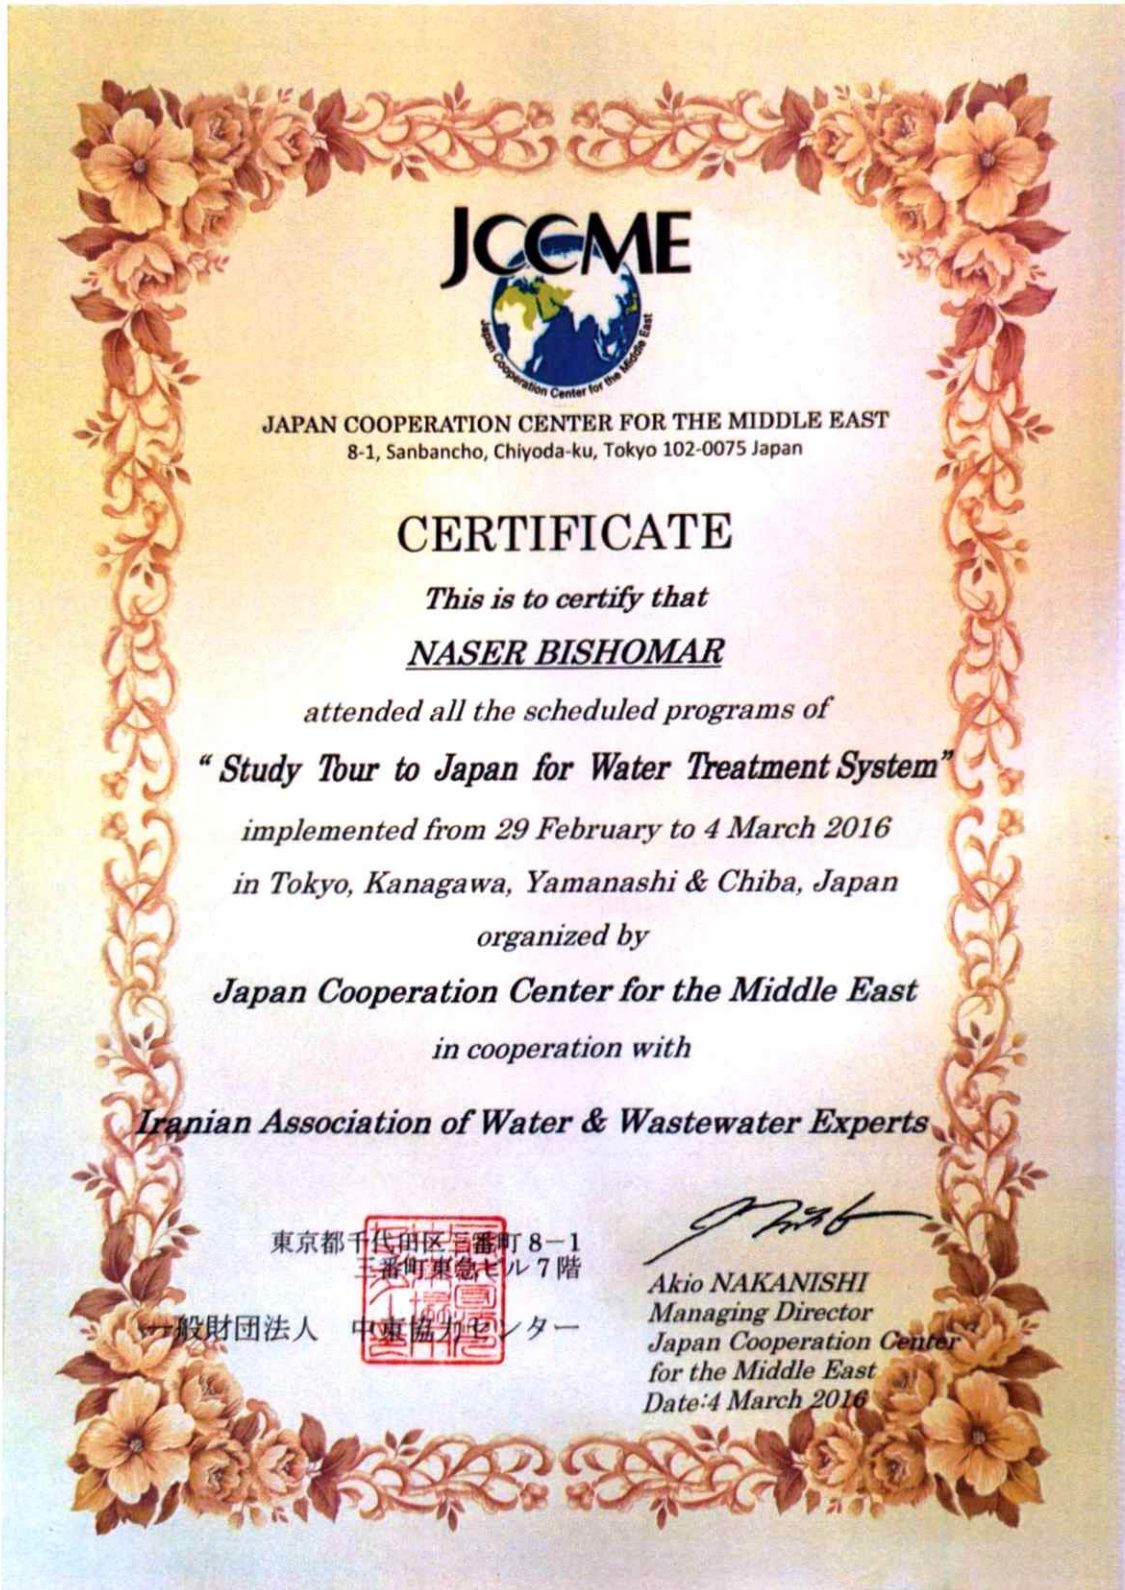 JCCME
Japan Cooperation Center for the Middle East
JAPAN COOPERATION CENTER FOR THE MIDDLE EAST
8-1, Sanbancho, Chiyoda-ku, Tokyo 102-0075 Japan
CERTIFICATE
This is to certify that
NASER BISHOMAR
attended all the scheduled programs of
“ Study Tour to Japan for Water Treatment System”
implemented from 29 February to 4 March 2016
in Tokyo, Kanagawa, Yamanashi & Chiba, Japan
organized by
Japan Cooperation Center for the Middle East
in cooperation with
Iranian Association of Water & Wastewater Experts
東京都千代田区三番町8－1
三番町東急ビル7階
一般財団法人 中東協力センター
Akio NAKANISHI
Managing Director
Japan Cooperation Center
for the Middle East
Date:4 March 2016